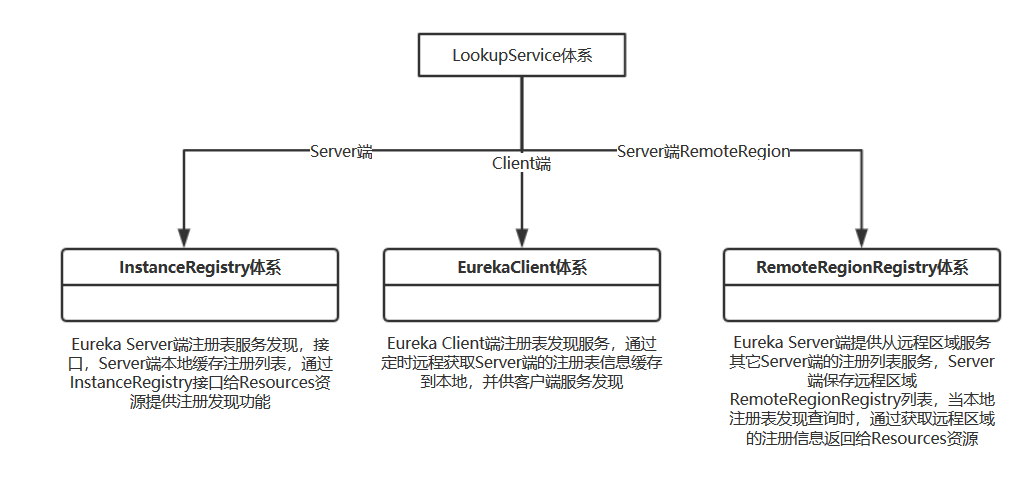 LookupService体系
Server端
Client端
Server端RemoteRegion
InstanceRegistry体系
Eureka Server端注册表服务发现，接
口，Server端本地缓存注册列表，通过
InstanceRegistry接口给Resources资
源提供注册发现功能
EurekaClient体系
Eureka Client端注册表发现服务，通过
定时远程获取Server端的注册表信息缓存
到本地，并供客户端服务发现
RemoteRegionRegistry体系
Eureka Server端提供从远程区域服务
其它Server端的注册列表服务，Server
端保存远程区域
RemoteRegionRegistry列表，当本地
注册表发现查询时，通过获取远程区域
的注册信息返回给Resources资源